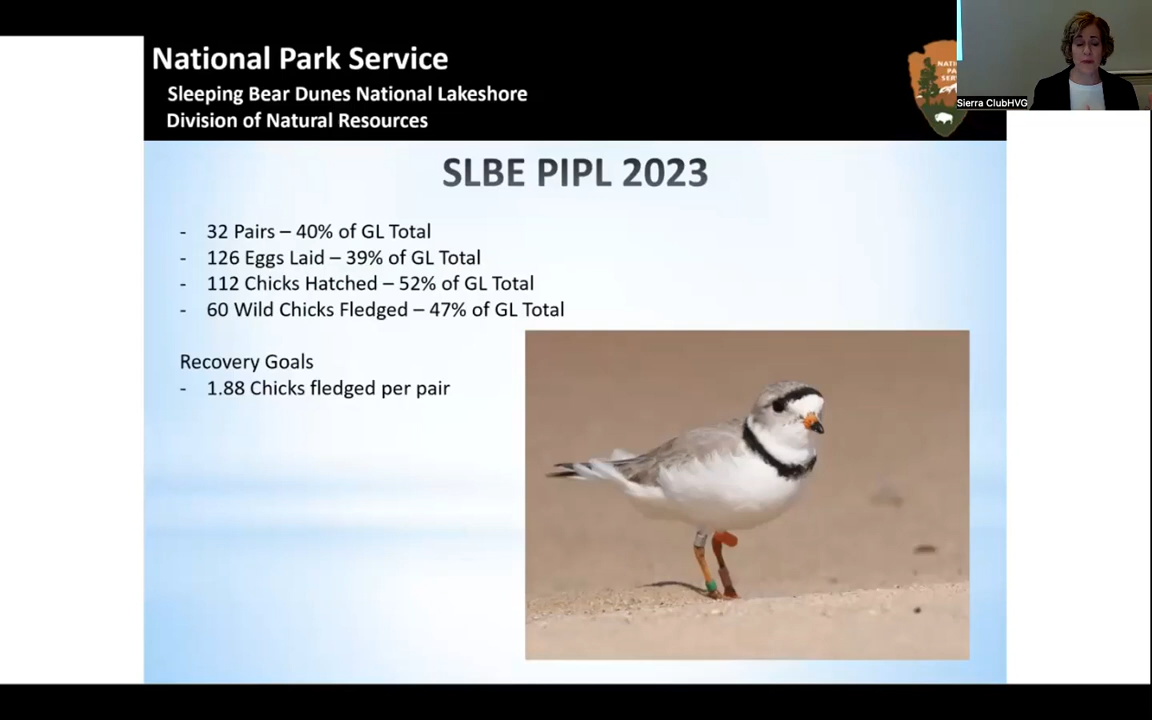 National Park Service
Sleeping Bear Dunes National Lakeshore
Division of Natural Resources
Sierra ClubHVG
SLBE PIPL 2023
- 32 Pairs – 40% of GL Total
- 126 Eggs Laid – 39% of GL Total
- 112 Chicks Hatched – 52% of GL Total
- 60 Wild Chicks Fledged – 47% of GL Total
Recovery Goals
- 1.88 Chicks fledged per pair